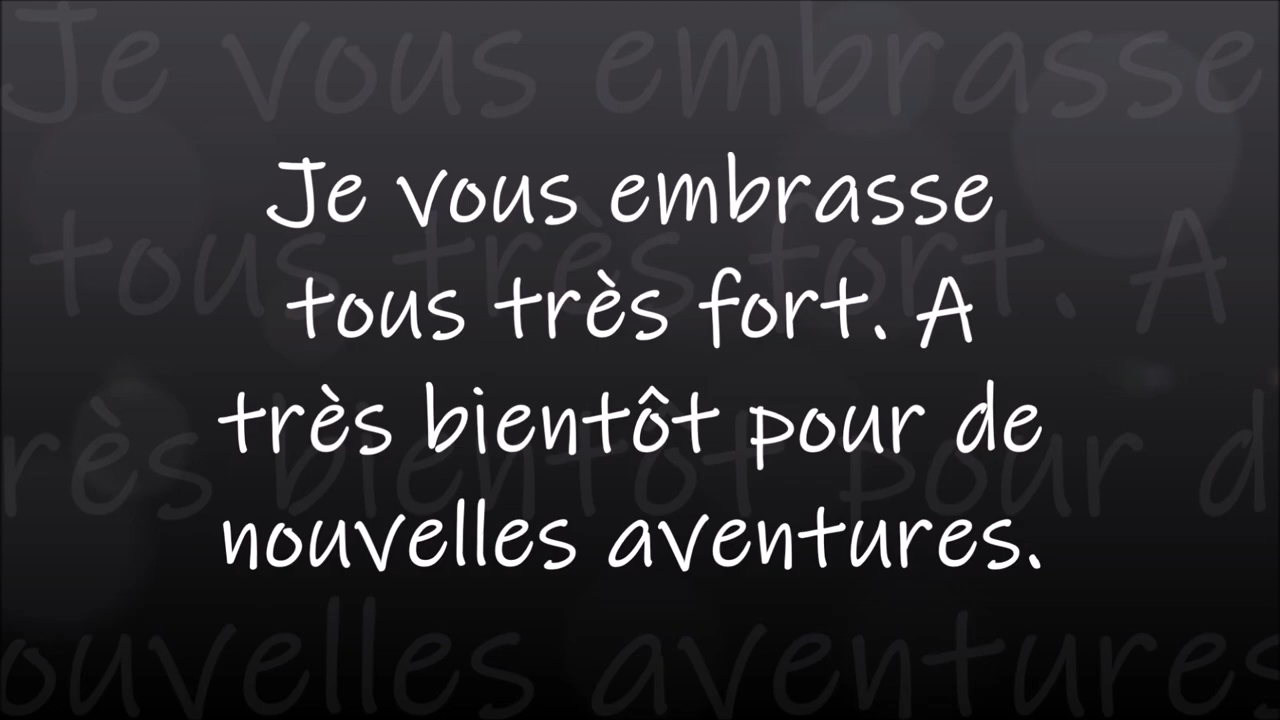 Je vous embrasse
tous très fort. A
très bientôt pour de
nouvelles aventures.